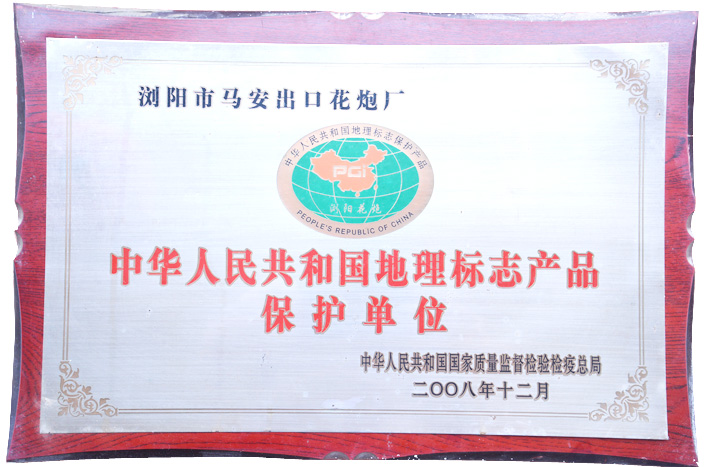 浏阳市马安出口花炮厂
中华人民共和国地理标志保护产品
PGI
浏阳花炮
PEOPLE'S REPUBLIC OF CHINA
中华人民共和国地理标志产品
保护单位
中华人民共和国国家质量监督检验检疫总局
二OO八年十二月